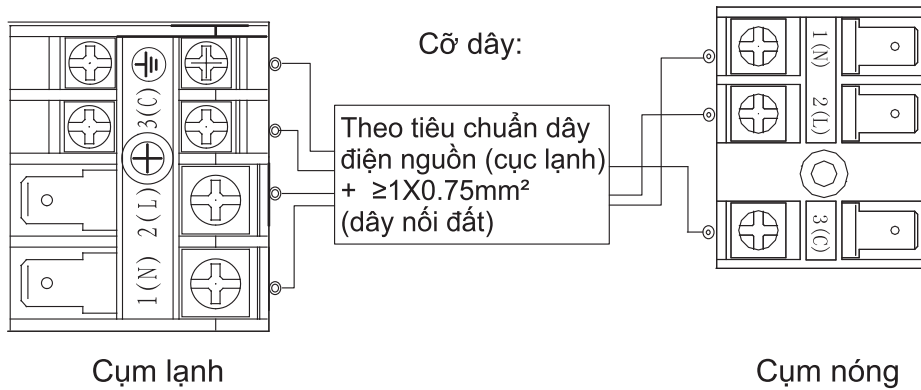 Cỡ dây:
3(C)
2(L)
1(N)
Theo tiêu chuẩn dây
điện nguồn (cục lạnh)
+ ≥1X0.75mm²
(dây nối đất)
1(N)
2(L)
3(C)
Cụm lạnh
Cụm nóng